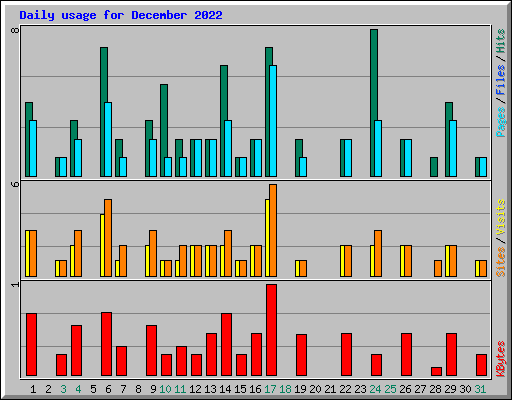 Daily usage for December 2022
8
Pages / Files / Hits
6
Sites / Visits
1
KBytes
1 2 3 4 5 6 7 8 9 10 11 12 13 14 15 16 17 18 19 20 21 22 23 24 25 26 27 28 29 30 31